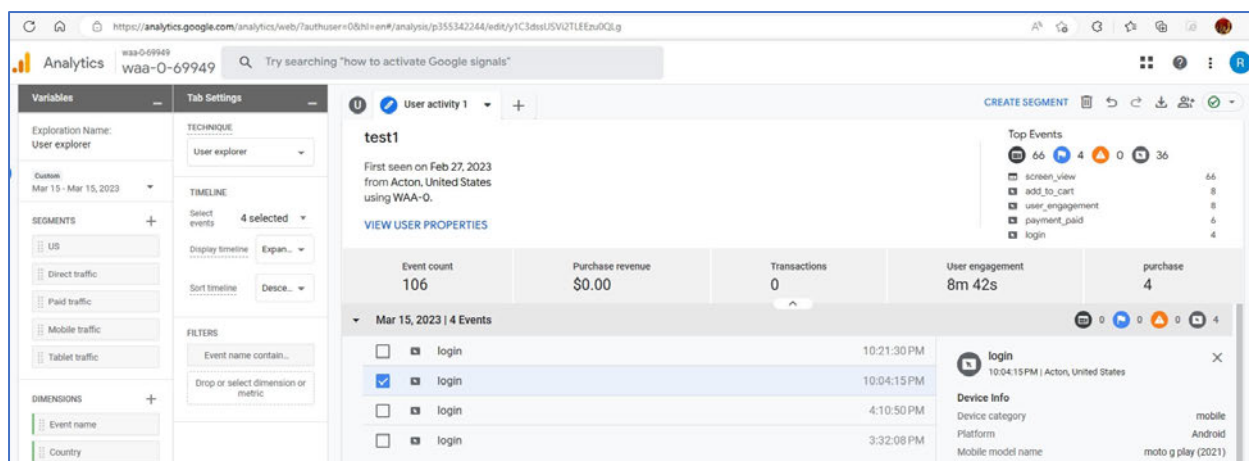 https://analytics.google.com/analytics/web/?authuser=0&hl=en#/analysis/p355342244/edit/y1C3dssUSVi2TLEEzu0QLg
Analytics
waa-0-69949
waa-0-69949
Try searching "how to activate Google signals"
R
Variables
Exploration Name:
User explorer
Custom
Mar 15 - Mar 15, 2023
SEGMENTS
US
Direct traffic
Paid traffic
Mobile traffic
Tablet traffic
DIMENSIONS
Event name
Country
Tab Settings
TECHNIQUE
User explorer
TIMELINE
Select events
4 selected
Display timeline
Expan...
Sort timeline
Desce...
FILTERS
Event name contain...
Drop or select dimension or
metric
U
User activity 1
CREATE SEGMENT
test1
First seen on Feb 27, 2023
from Acton, United States
using WAA-0.
VIEW USER PROPERTIES
Top Events
66 4 0 36
screen_view 66
add_to_cart 8
user_engagement 8
payment_paid 6
login 4
Event count
106
Purchase revenue
$0.00
Transactions
0
User engagement
8m 42s
purchase
4
Mar 15, 2023 | 4 Events
0 0 0 4
login 10:21:30 PM
login 10:04:15 PM
login 4:10:50 PM
login 3:32:08 PM
login
10:04:15 PM | Acton, United States
Device Info
Device category mobile
Platform Android
Mobile model name moto g play (2021)